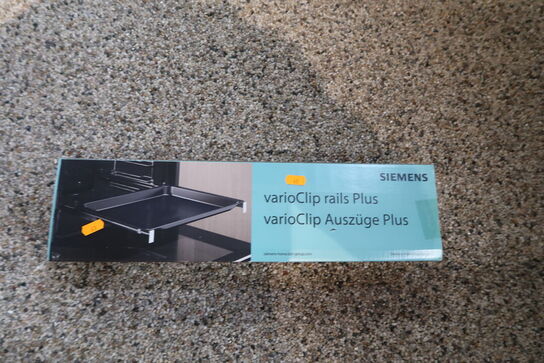 SIEMENS
varioClip rails Plus
varioClip Auszüge Plus